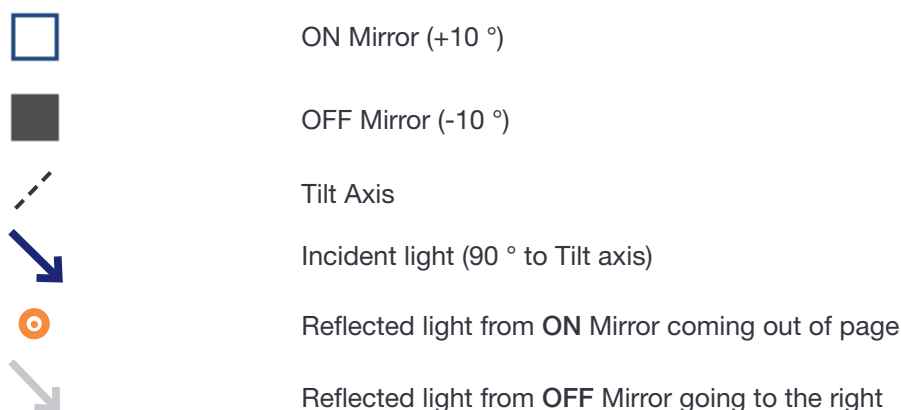 ON Mirror (+10 °)
OFF Mirror (-10 °)
Tilt Axis
Incident light (90 ° to Tilt axis)
Reflected light from ON Mirror coming out of page
Reflected light from OFF Mirror going to the right